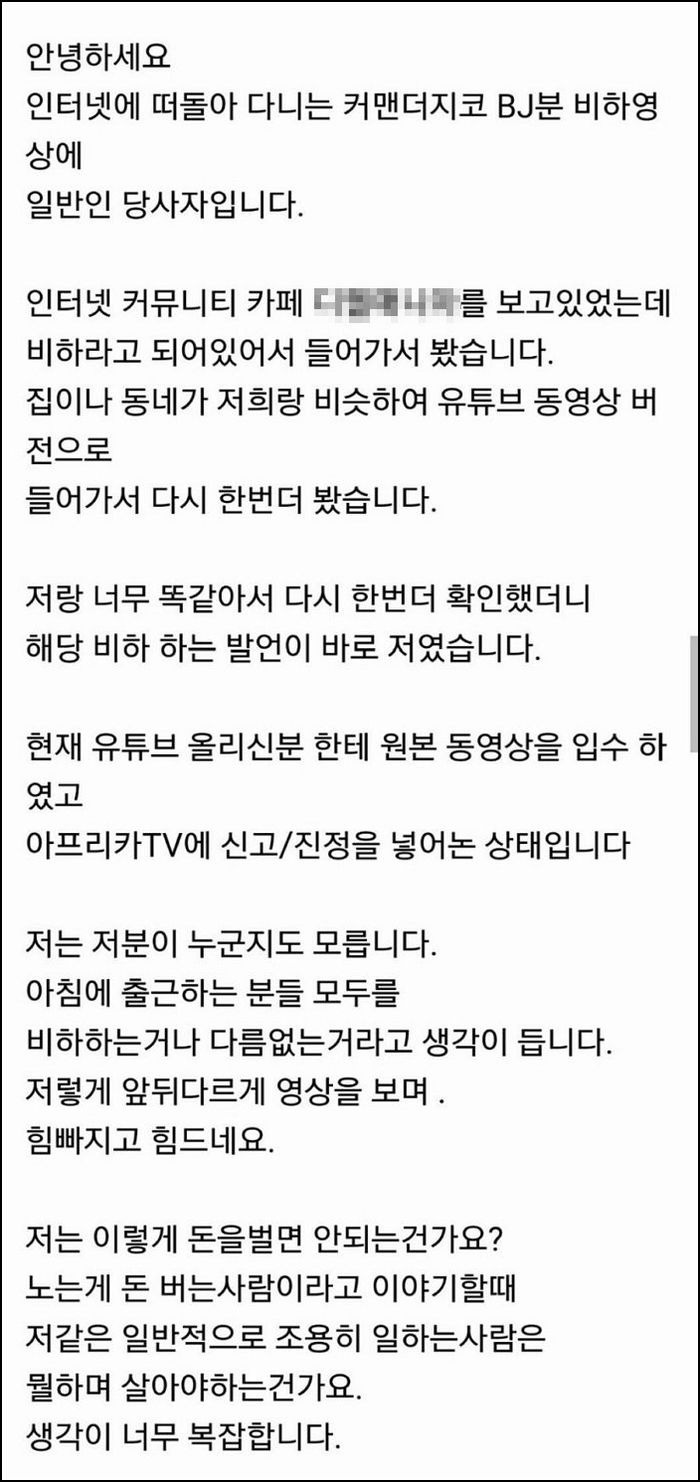 안녕하세요
인터넷에 떠돌아 다니는 커맨더지코 BJ분 비하영
상에
일반인 당사자입니다.
인터넷 커뮤니티 카페 를 보고있었는데
비하라고 되어있어서 들어가서 봤습니다.
집이나 동네가 저희랑 비슷하여 유튜브 동영상 버
전으로
들어가서 다시 한번더 봤습니다.
저랑 너무 똑같아서 다시 한번더 확인했더니
해당 비하 하는 발언이 바로 저였습니다.
현재 유튜브 올리신분 한테 원본 동영상을 입수 하
였고
아프리카TV에 신고/진정을 넣어논 상태입니다
저는 저분이 누군지도 모릅니다.
아침에 출근하는 분들 모두를
비하하는거나 다름없는거라고 생각이 듭니다.
저렇게 앞뒤다르게 영상을 보며 .
힘빠지고 힘드네요.
저는 이렇게 돈을벌면 안되는건가요?
노는게 돈 버는사람이라고 이야기할때
저같은 일반적으로 조용히 일하는사람은
뭘하며 살아야하는건가요.
생각이 너무 복잡합니다.